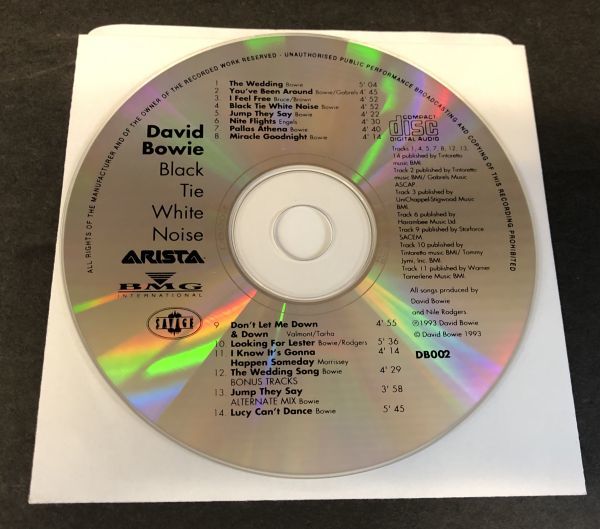 ALL RIGHTS OF THE MANUFACTURER AND OF THE OWNER OF THE RECORDED WORK RESERVED - UNAUTHORISED PUBLIC PERFORMANCE BROADCASTING AND COPYING OF THIS RECORDING PROHIBITED
1 The Wedding Bowie 5' 04
2 You've Been Around Bowie/Gabrels 4' 45
3 I Feel Free Bruce/Brown 4' 52
4 Black Tie White Noise Bowie 4' 52
5 Jump They Say Bowie 4' 22
6 Nite Flights Engels 4' 30
7 Pallas Athena Bowie 4' 40
8 Miracle Goodnight Bowie 4' 14
David
Bowie
Black
Tie
White
Noise
ARISTA
BMG
INTERNATIONAL
SAVAGE
COMPACT
disc
DIGITAL AUDIO
Tracks 1, 4, 5, 7, 8, 12, 13,
14 published by Tintoretto
music BMI.
Track 2 published by Tintoretto
music BMI/ Gabrels Music
ASCAP.
Track 3 published by
UniChappel-Stigwood Music
BMI.
Track 6 published by
Harambee Music Ltd.
Track 9 published by Starforce
SACEM.
Track 10 published by
Tintoretto music BMI/ Tommy
Jymi, Inc. BMI.
Track 11 published by Warner
Tamerlene Music BMI.
All songs produced by
David Bowie
and Nile Rodgers
℗1993 David Bowie
© David Bowie 1993
DB002
9 Don't Let Me Down
& Down Valmont/Tarha 4' 55
10 Looking For Lester Bowie/Rodgers 5' 36
11 I Know It's Gonna 4' 14
Happen Someday Morrissey
12. The Wedding Song Bowie 4' 29
BONUS TRACKS
13. Jump They Say 3' 58
ALTERNATE MIX Bowie
14. Lucy Can't Dance Bowie 5' 45